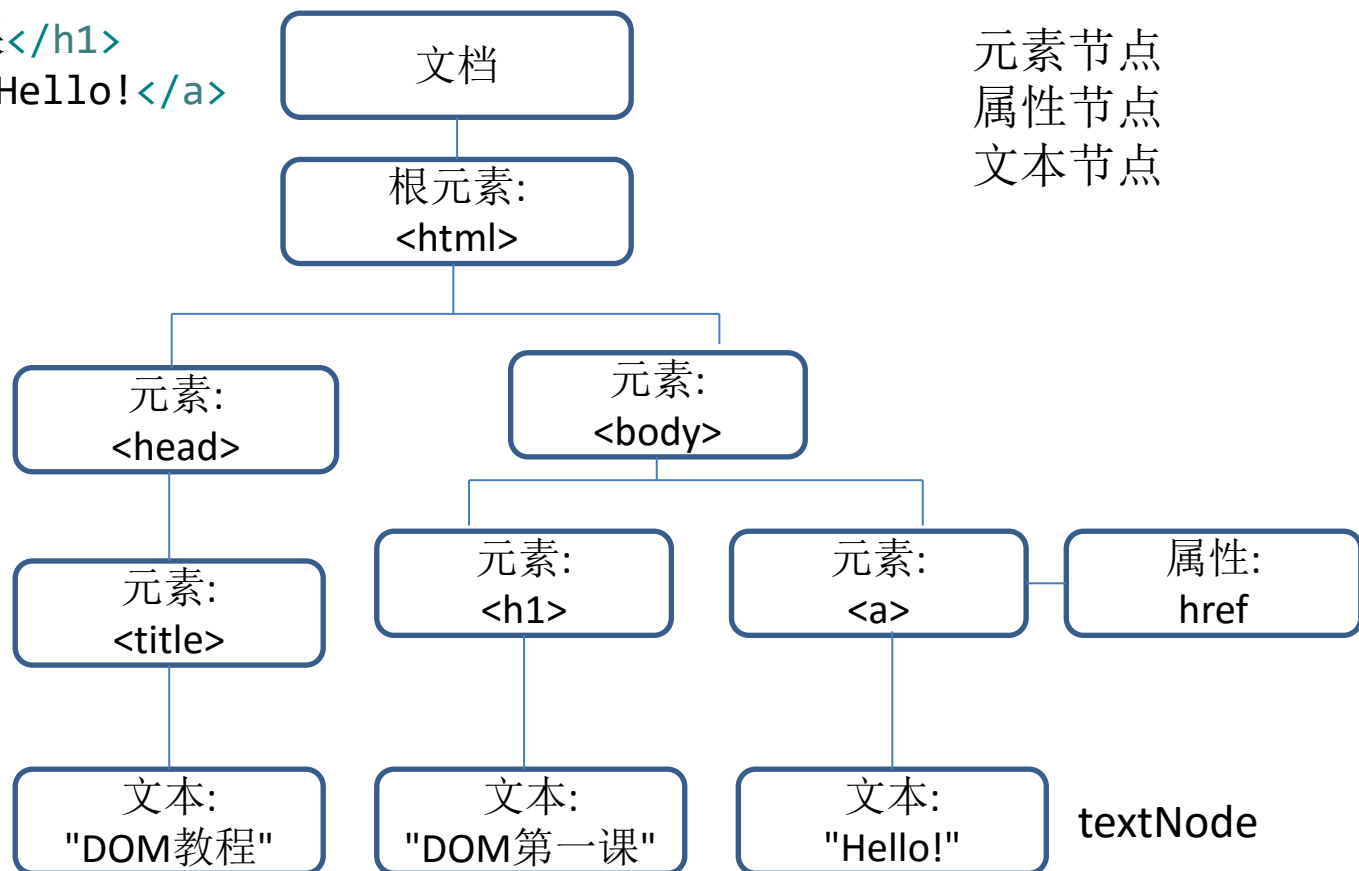 </h1>
Hello!</a>
文档
元素节点
属性节点
文本节点
根元素:
<html>
元素:
<head>
元素:
<body>
元素:
<title>
元素:
<h1>
元素:
<a>
属性:
href
文本:
"DOM教程"
文本:
"DOM第一课"
文本:
"Hello!"
textNode